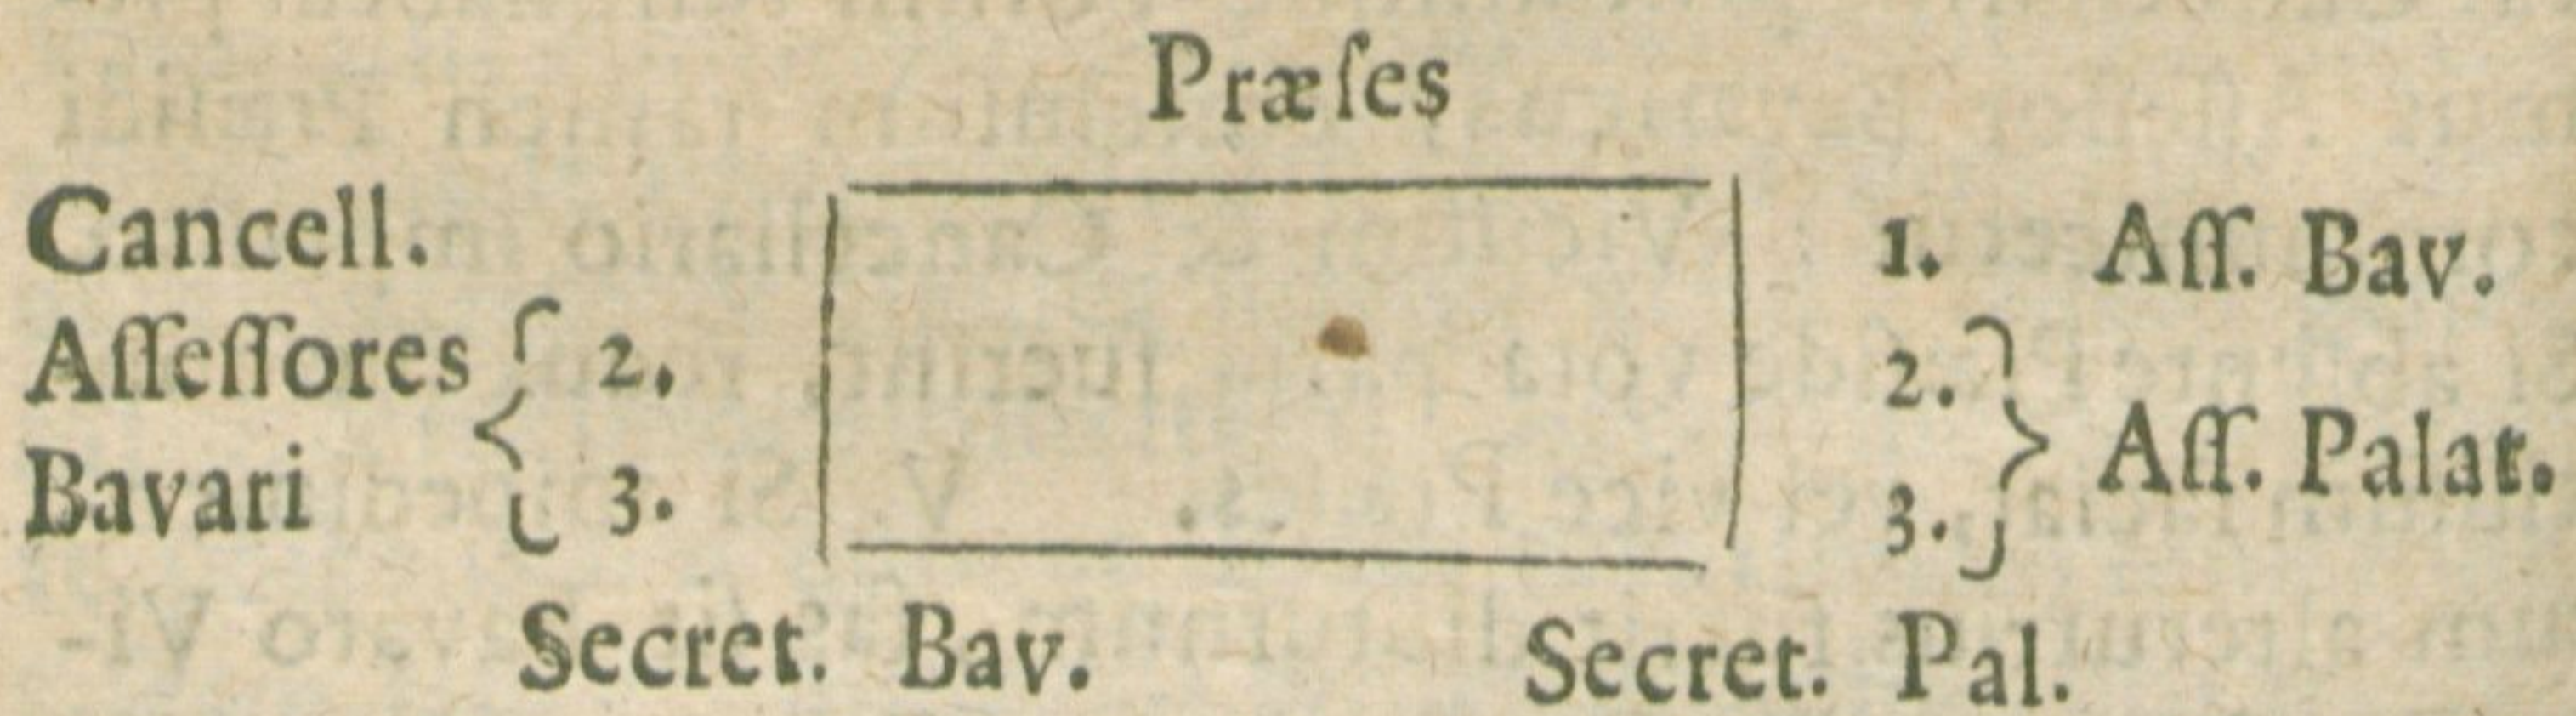 Præſes
Cancell.
1. Aſſ. Bav.
Aſſeſſores 2.
2.
Bavari 3.
3. Aſſ. Palat.
Secret. Bav. Secret. Pal.